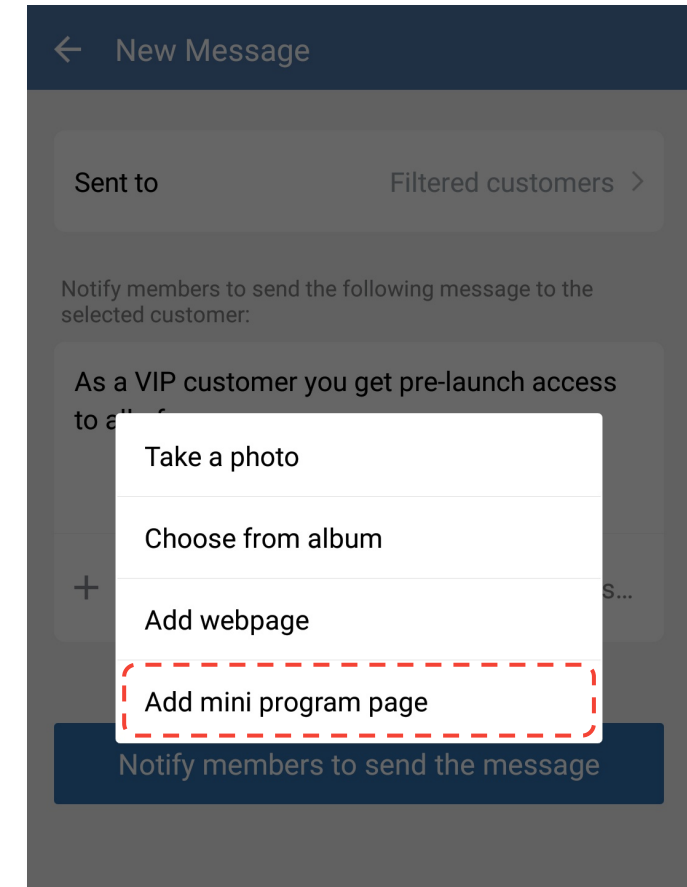 New Message
Sent to
Filtered customers
Notify members to send the following message to the
selected customer:
As a VIP customer you get pre-launch access
to
Take a photo
Choose from album
Add webpage
Add mini program page
Notify members to send the message